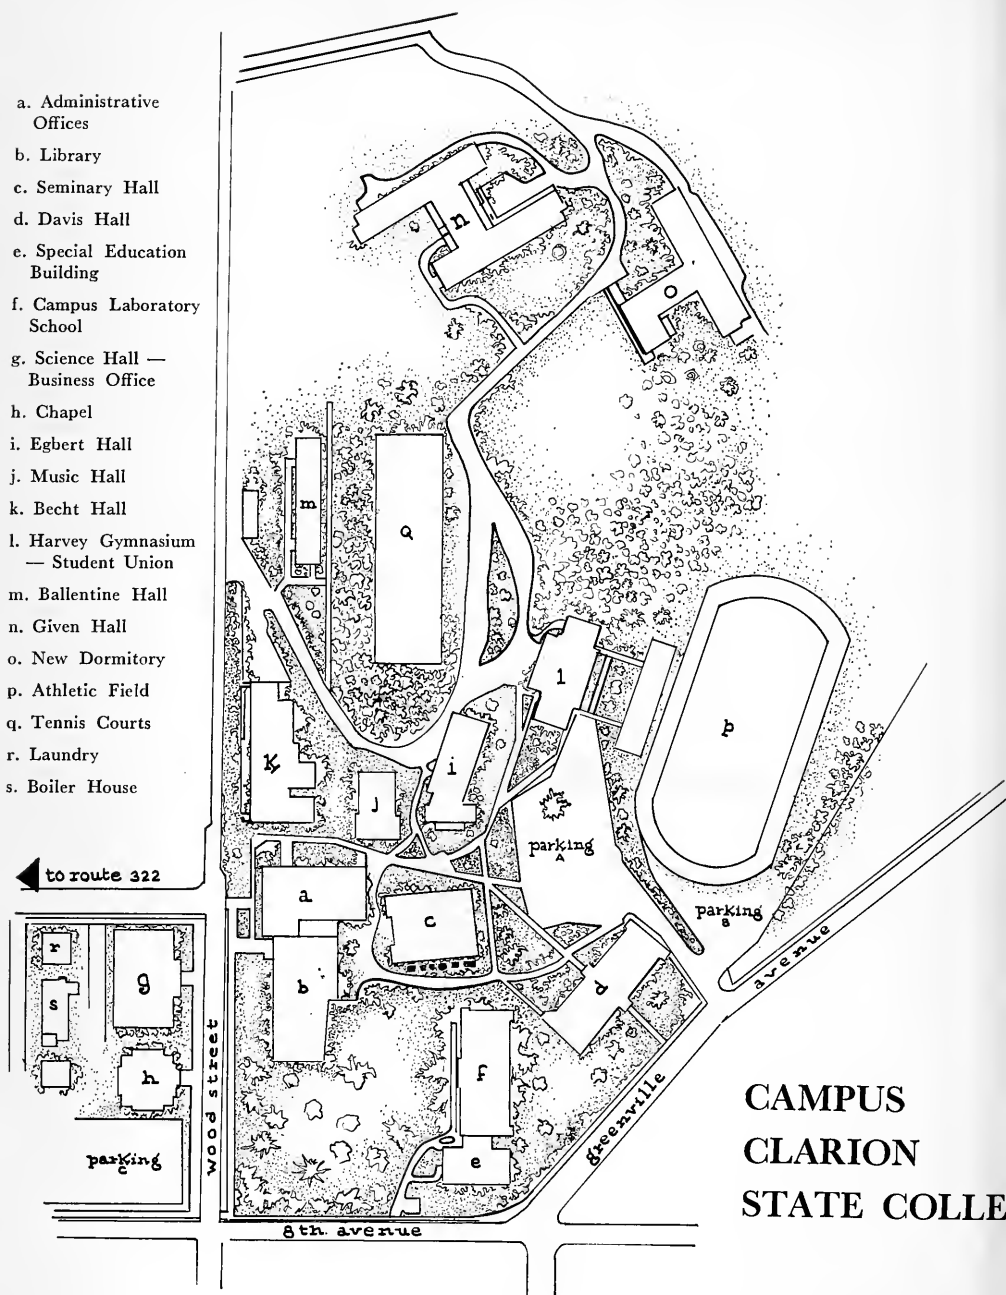 a. Administrative
Offices
b. Library
c. Seminary Hall
d. Davis Hall
e. Special Education
Building
f. Campus Laboratory
School
g. Science Hall —
Business Office
h. Chapel
i. Egbert Hall
j. Music Hall
k. Becht Hall
l. Harvey Gymnasium
— Student Union
m. Ballentine Hall
n. Given Hall
o. New Dormitory
p. Athletic Field
q. Tennis Courts
r. Laundry
s. Boiler House
n
o
m
Q
l
p
K
i
J
parking
A
a
c
parking
B
to route 322
r
g
s
b
d
avenue
h
f
wood street
greenville
parking
C
e
8th. avenue
CAMPUS
CLARION
STATE COLLE